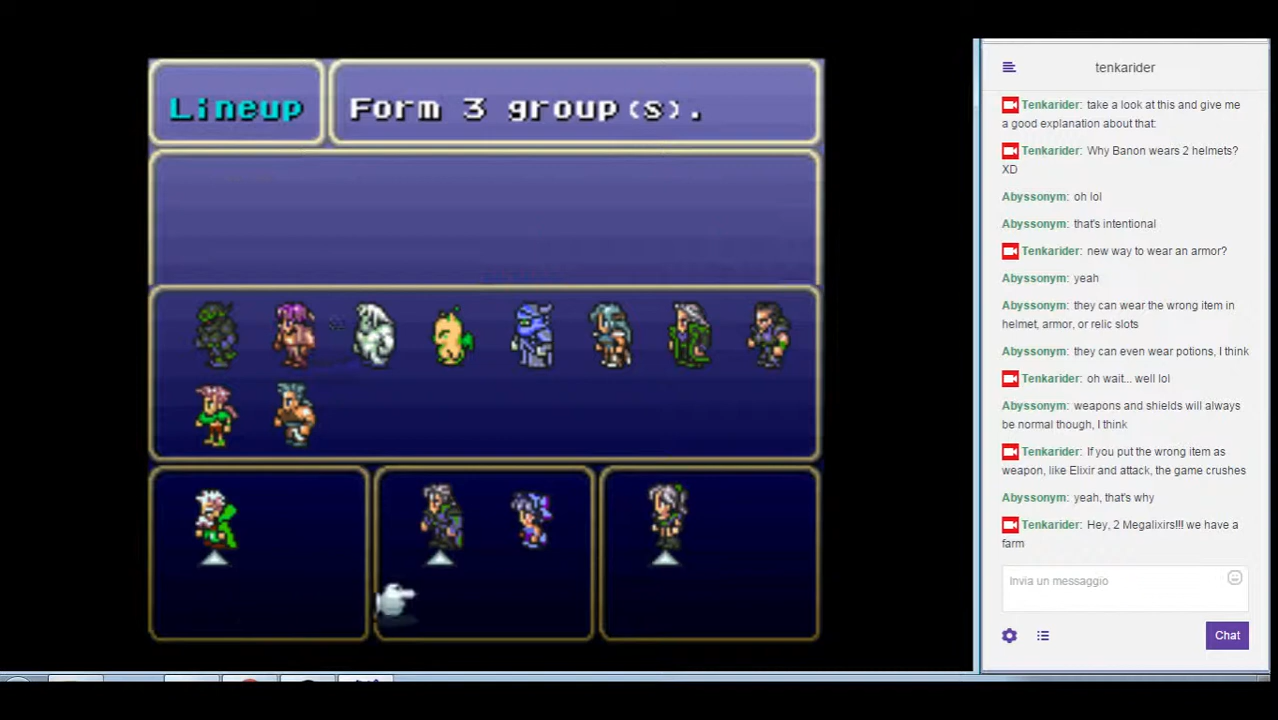 Lineup
Form 3 group(s).
tenkarider
Tenkarider: take a look at this and give me
a good explanation about that:
Tenkarider: Why Banon wears 2 helmets?
XD
Abyssonym: oh lol
Abyssonym: that's intentional
Tenkarider: new way to wear an armor?
Abyssonym: yeah
Abyssonym: they can wear the wrong item in
helmet, armor, or relic slots
Abyssonym: they can even wear potions, I think
Tenkarider: oh wait... well lol
Abyssonym: weapons and shields will always
be normal though, I think
Tenkarider: If you put the wrong item as
weapon, like Elixir and attack, the game crushes
Abyssonym: yeah, that's why
Tenkarider: Hey, 2 Megalixirs!!! we have a
farm
Invia un messaggio
Chat